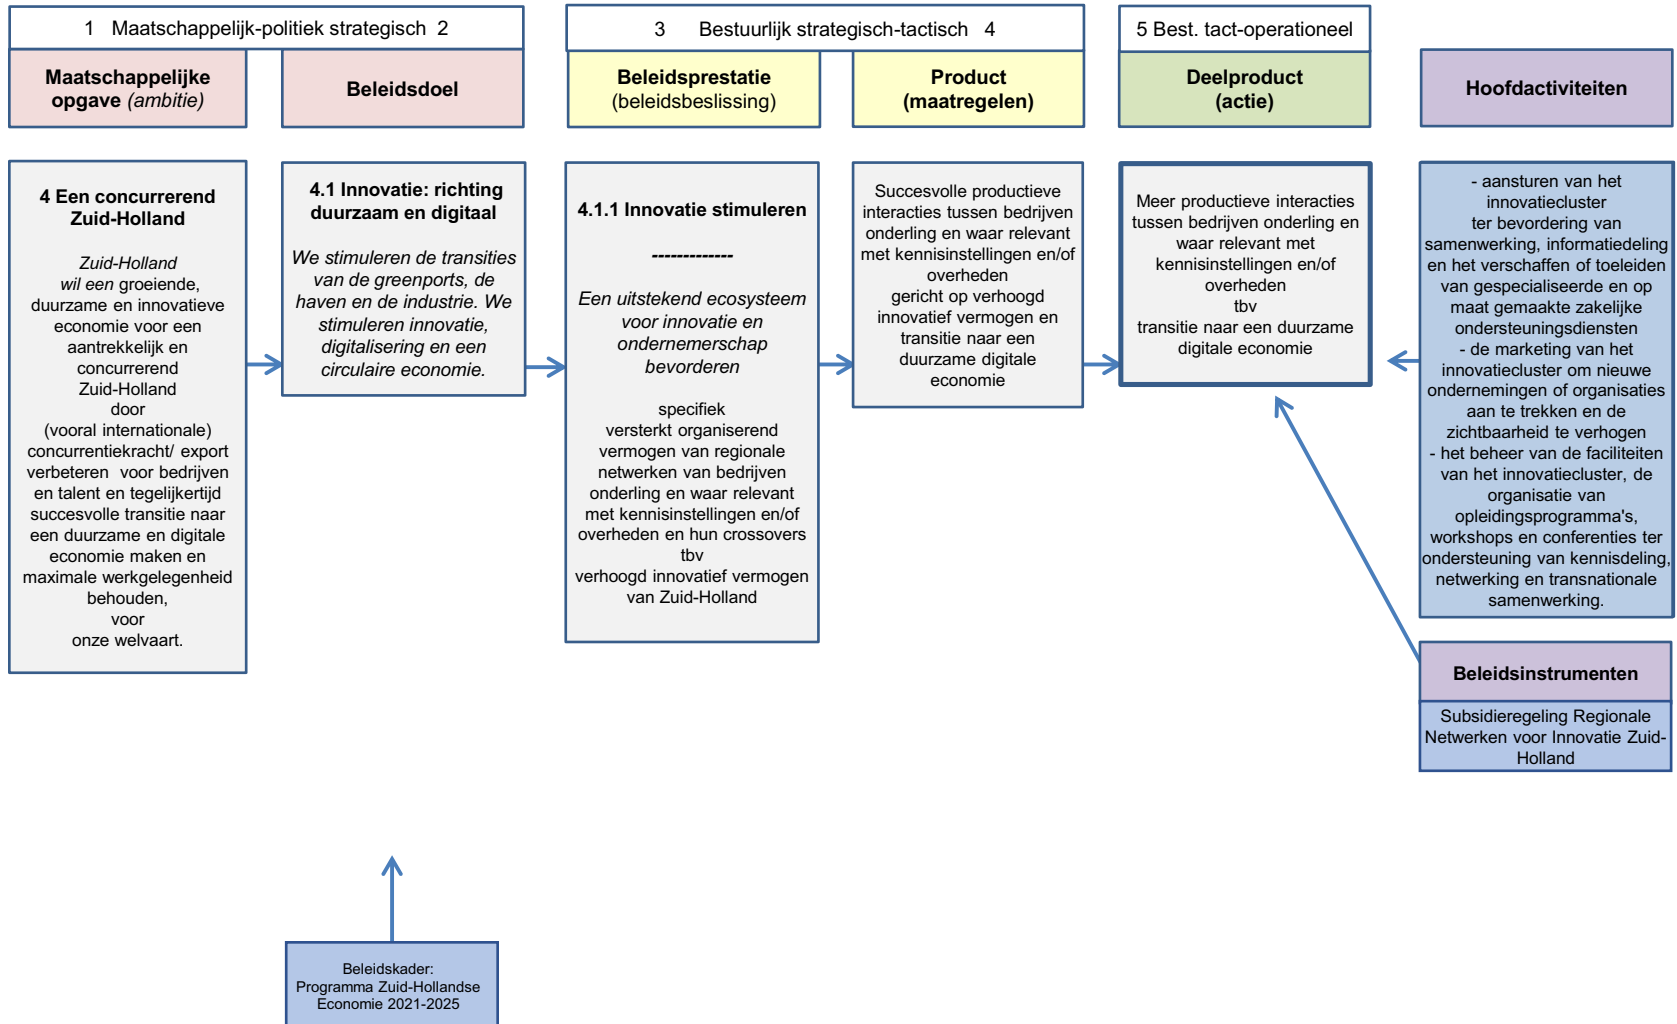 1 Maatschappelijk-politiek strategisch 2
3 Bestuurlijk strategisch-tactisch 4
5 Best. tact-operationeel
Maatschappelijke
opgave (ambitie)
Beleidsdoel
Beleidsprestatie
(beleidsbeslissing)
Product
(maatregelen)
Deelproduct
(actie)
Hoofdactiviteiten
4 Een concurrerend
Zuid-Holland
Zuid-Holland
wil een groeiende,
duurzame en innovatieve
economie voor een
aantrekkelijk en
concurrerend
Zuid-Holland
door
(vooral internationale)
concurrentiekracht/ export
verbeteren voor bedrijven
en talent en tegelijkertijd
succesvolle transitie naar
een duurzame en digitale
economie maken en
maximale werkgelegenheid
behouden,
voor
onze welvaart.
4.1 Innovatie: richting
duurzaam en digitaal
We stimuleren de transities
van de greenports, de
haven en de industrie. We
stimuleren innovatie,
digitalisering en een
circulaire economie.
4.1.1 Innovatie stimuleren
-------------
Een uitstekend ecosysteem
voor innovatie en
ondernemerschap
bevorderen
specifiek
versterkt organiserend
vermogen van regionale
netwerken van bedrijven
onderling en waar relevant
met kennisinstellingen en/of
overheden en hun crossovers
tbv
verhoogd innovatief vermogen
van Zuid-Holland
Succesvolle productieve
interacties tussen bedrijven
onderling en waar relevant
met kennisinstellingen en/of
overheden
gericht op verhoogd
innovatief vermogen en
transitie naar een
duurzame digitale
economie
Meer productieve interacties
tussen bedrijven onderling en
waar relevant met
kennisinstellingen en/of
overheden
tbv
transitie naar een duurzame
digitale economie
- aansturen van het
innovatiecluster
ter bevordering van
samenwerking, informatiedeling
en het verschaffen of toeleiden
van gespecialiseerde en op
maat gemaakte zakelijke
ondersteuningsdiensten
- de marketing van het
innovatiecluster om nieuwe
ondernemingen of organisaties
aan te trekken en de
zichtbaarheid te verhogen
- het beheer van de faciliteiten
van het innovatiecluster, de
organisatie van
opleidingsprogramma's,
workshops en conferenties ter
ondersteuning van kennisdeling,
netwerking en transnationale
samenwerking.
Beleidsinstrumenten
Subsidieregeling Regionale
Netwerken voor Innovatie Zuid-
Holland
Beleidskader:
Programma Zuid-Hollandse
Economie 2021-2025